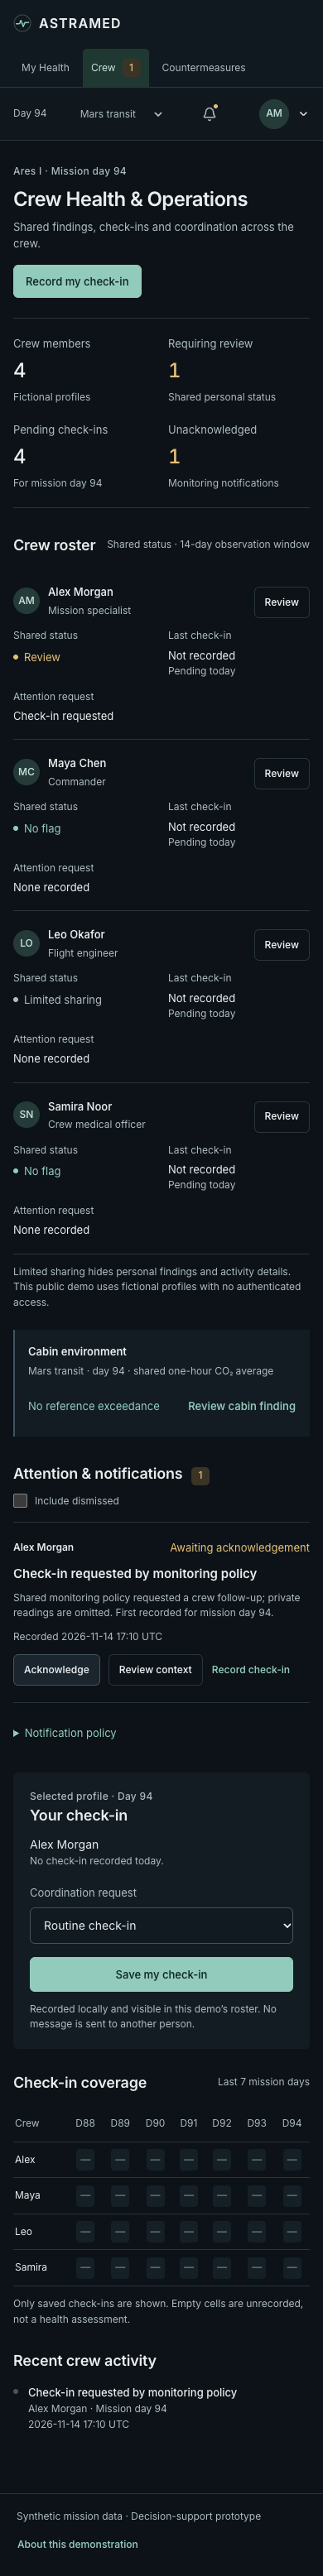 ASTRAMED
My Health Crew 1 Countermeasures
Day 94 Mars transit AM
Ares I · Mission day 94
Crew Health & Operations
Shared findings, check-ins and coordination across the
crew.
Record my check-in
Crew members Requiring review
4 1
Fictional profiles Shared personal status
Pending check-ins Unacknowledged
4 1
For mission day 94 Monitoring notifications
Crew roster Shared status · 14-day observation window
AM Alex Morgan Review
Mission specialist
Shared status Last check-in
Review Not recorded
Pending today
Attention request
Check-in requested
MC Maya Chen Review
Commander
Shared status Last check-in
No flag Not recorded
Pending today
Attention request
None recorded
LO Leo Okafor Review
Flight engineer
Shared status Last check-in
Limited sharing Not recorded
Pending today
Attention request
None recorded
SN Samira Noor Review
Crew medical officer
Shared status Last check-in
No flag Not recorded
Pending today
Attention request
None recorded
Limited sharing hides personal findings and activity details.
This public demo uses fictional profiles with no authenticated
access.
Cabin environment
Mars transit · day 94 · shared one-hour CO₂ average
No reference exceedance Review cabin finding
Attention & notifications 1
Include dismissed
Alex Morgan Awaiting acknowledgement
Check-in requested by monitoring policy
Shared monitoring policy requested a crew follow-up; private
readings are omitted. First recorded for mission day 94.
Recorded 2026-11-14 17:10 UTC
Acknowledge Review context Record check-in
Notification policy
Selected profile · Day 94
Your check-in
Alex Morgan
No check-in recorded today.
Coordination request
Routine check-in
Save my check-in
Recorded locally and visible in this demo's roster. No
message is sent to another person.
Check-in coverage Last 7 mission days
Crew D88 D89 D90 D91 D92 D93 D94
Alex — — — — — — —
Maya — — — — — — —
Leo — — — — — — —
Samira — — — — — — —
Only saved check-ins are shown. Empty cells are unrecorded,
not a health assessment.
Recent crew activity
Check-in requested by monitoring policy
Alex Morgan · Mission day 94
2026-11-14 17:10 UTC
Synthetic mission data · Decision-support prototype
About this demonstration